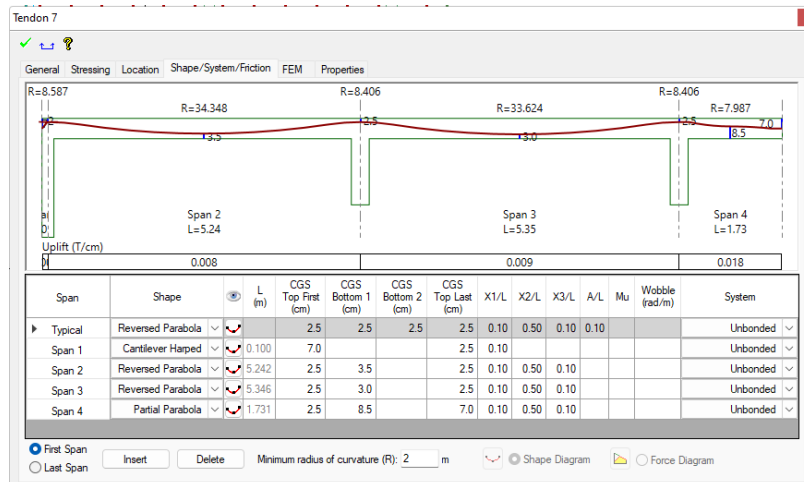 Tendon 7
General Stressing Location Shape/System/Friction FEM Properties
R=8.587 R=8.406 R=8.406
R=34.348 R=33.624 R=7.987
2.5 2.5 7.0
3.5 3.0 8.5
Span 2 Span 3 Span 4
L=5.24 L=5.35 L=1.73
Uplift (T/cm)
0.008 0.009 0.018
Span Shape L (m) CGS Top First (cm) CGS Bottom 1 (cm) CGS Bottom 2 (cm) CGS Top Last (cm) X1/L X2/L X3/L A/L Mu Wobble (rad/m) System
Typical Reversed Parabola 2.5 2.5 2.5 2.5 0.10 0.50 0.10 0.10 Unbonded
Span 1 Cantilever Harped 0.100 7.0 2.5 0.10 Unbonded
Span 2 Reversed Parabola 5.242 2.5 3.5 2.5 0.10 0.50 0.10 Unbonded
Span 3 Reversed Parabola 5.346 2.5 3.0 2.5 0.10 0.50 0.10 Unbonded
Span 4 Partial Parabola 1.731 2.5 8.5 7.0 0.10 0.50 0.10 Unbonded
First Span
Last Span
Insert Delete Minimum radius of curvature (R): 2 m Shape Diagram Force Diagram